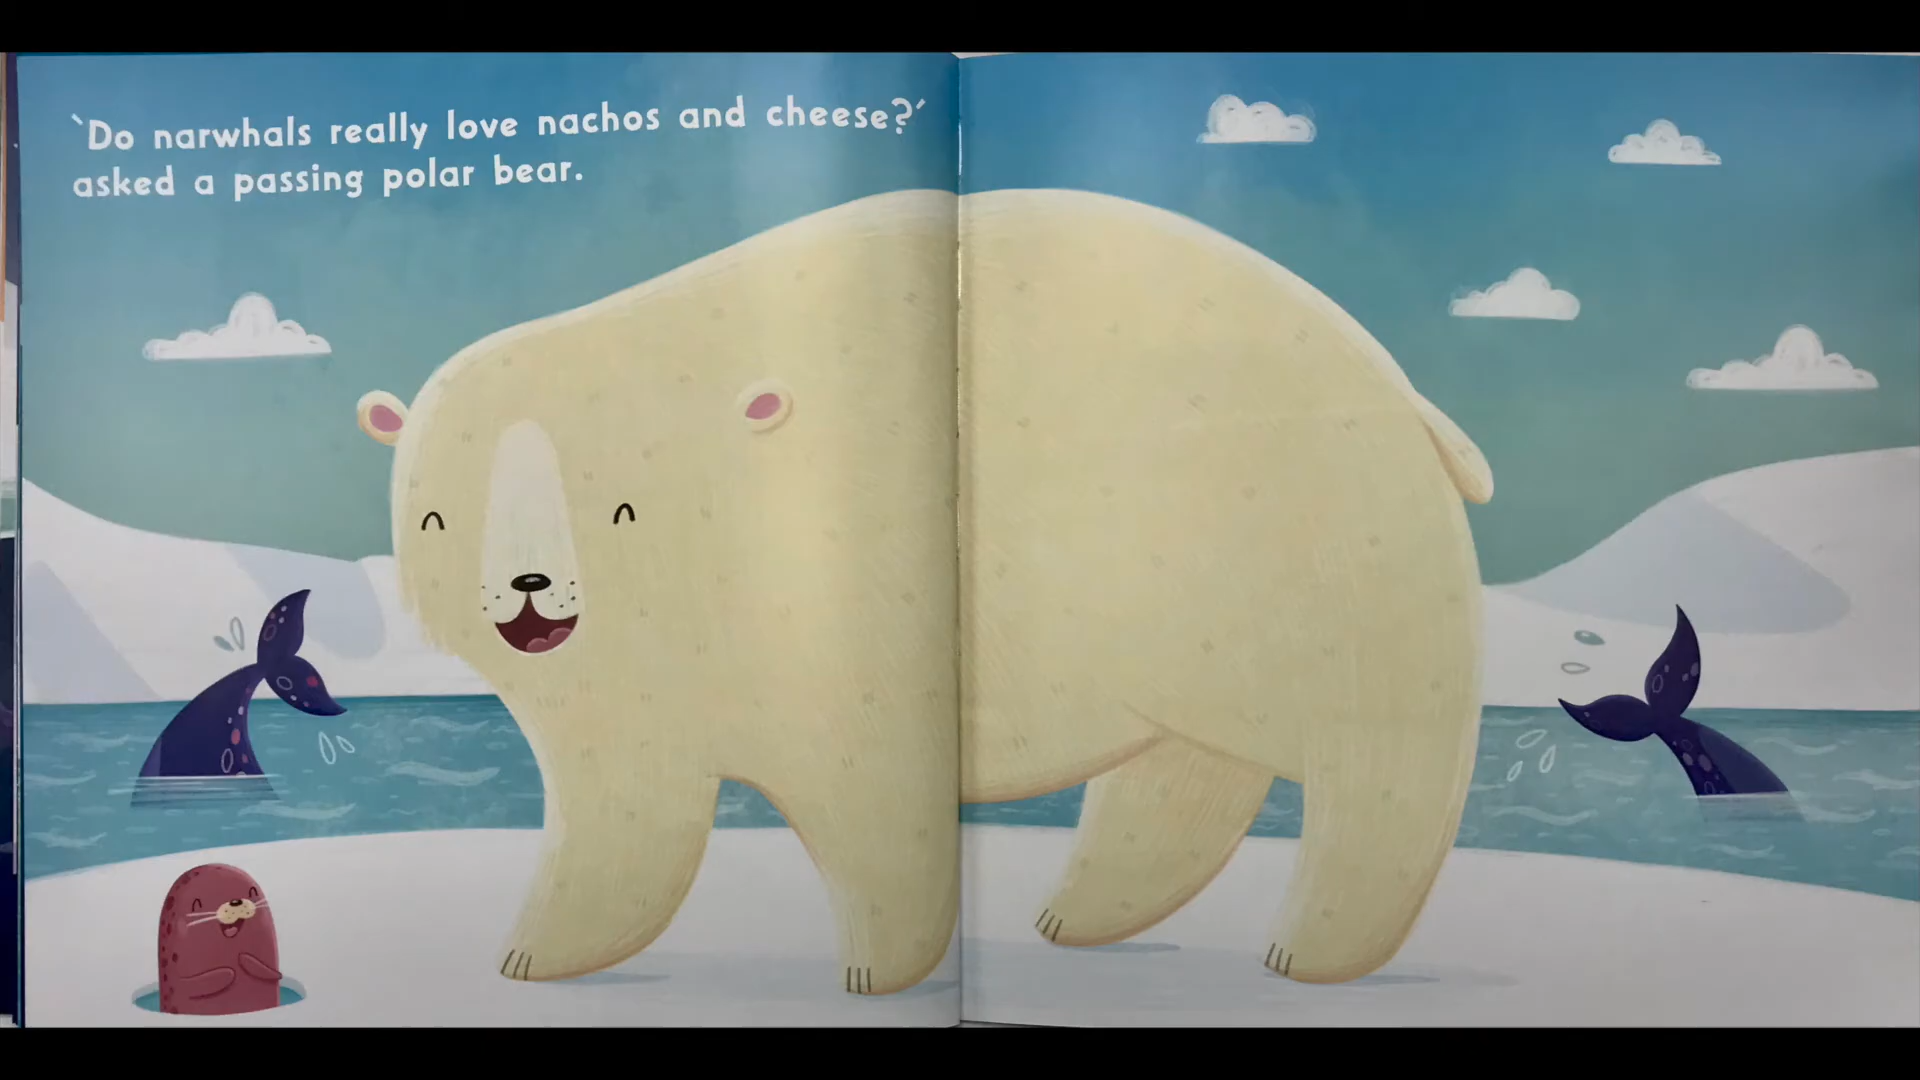 ‘Do narwhals really love nachos and cheese?’
asked a passing polar bear.